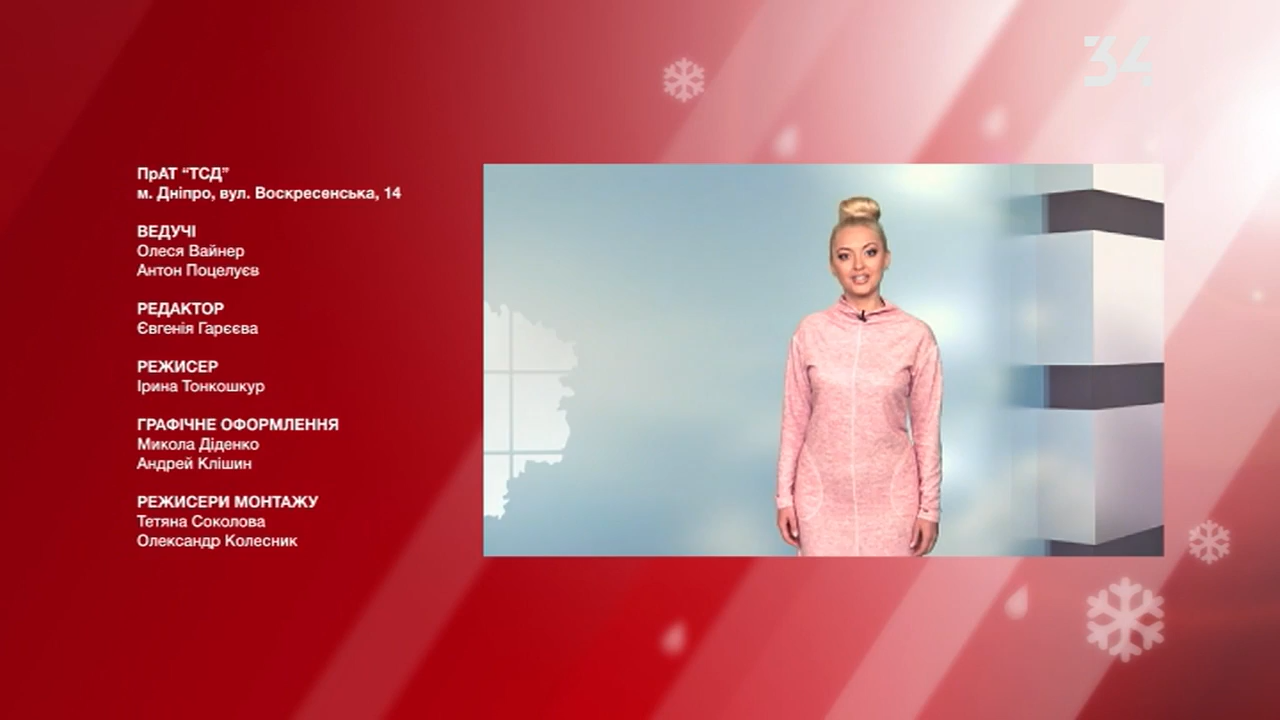 34
ПрАТ “ТСД”
м. Дніпро, вул. Воскресенська, 14
ВЕДУЧІ
Олеся Вайнер
Антон Поцелуєв
РЕДАКТОР
Євгенія Гарєєва
РЕЖИСЕР
Ірина Тонкошкур
ГРАФІЧНЕ ОФОРМЛЕННЯ
Микола Діденко
Андрей Клішин
РЕЖИСЕРИ МОНТАЖУ
Тетяна Соколова
Олександр Колесник